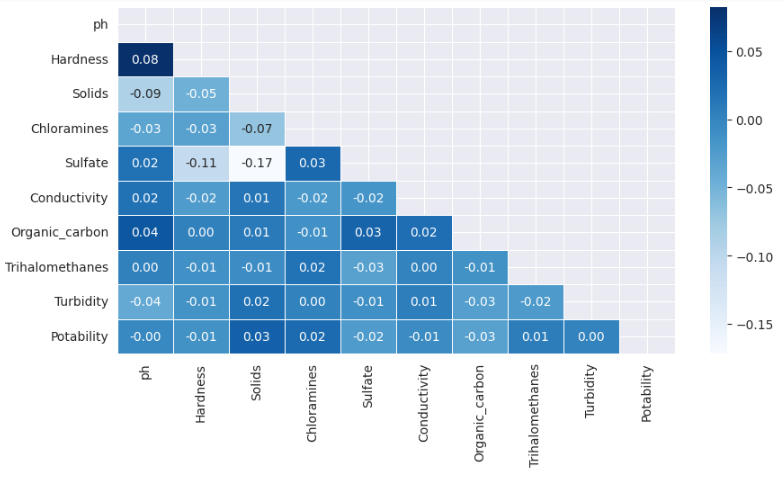 ph
Hardness 0.08
Solids -0.09 -0.05
Chloramines -0.03 -0.03 -0.07
Sulfate 0.02 -0.11 -0.17 0.03
Conductivity 0.02 -0.02 0.01 -0.02 -0.02
Organic_carbon 0.04 0.00 0.01 -0.01 0.03 0.02
Trihalomethanes 0.00 -0.01 -0.01 0.02 -0.03 0.00 -0.01
Turbidity -0.04 -0.01 0.02 0.00 -0.01 0.01 -0.03 -0.02
Potability -0.00 -0.01 0.03 0.02 -0.02 -0.01 -0.03 0.01 0.00
ph
Hardness
Solids
Chloramines
Sulfate
Conductivity
Organic_carbon
Trihalomethanes
Turbidity
Potability
0.05
0.00
−0.05
−0.10
−0.15